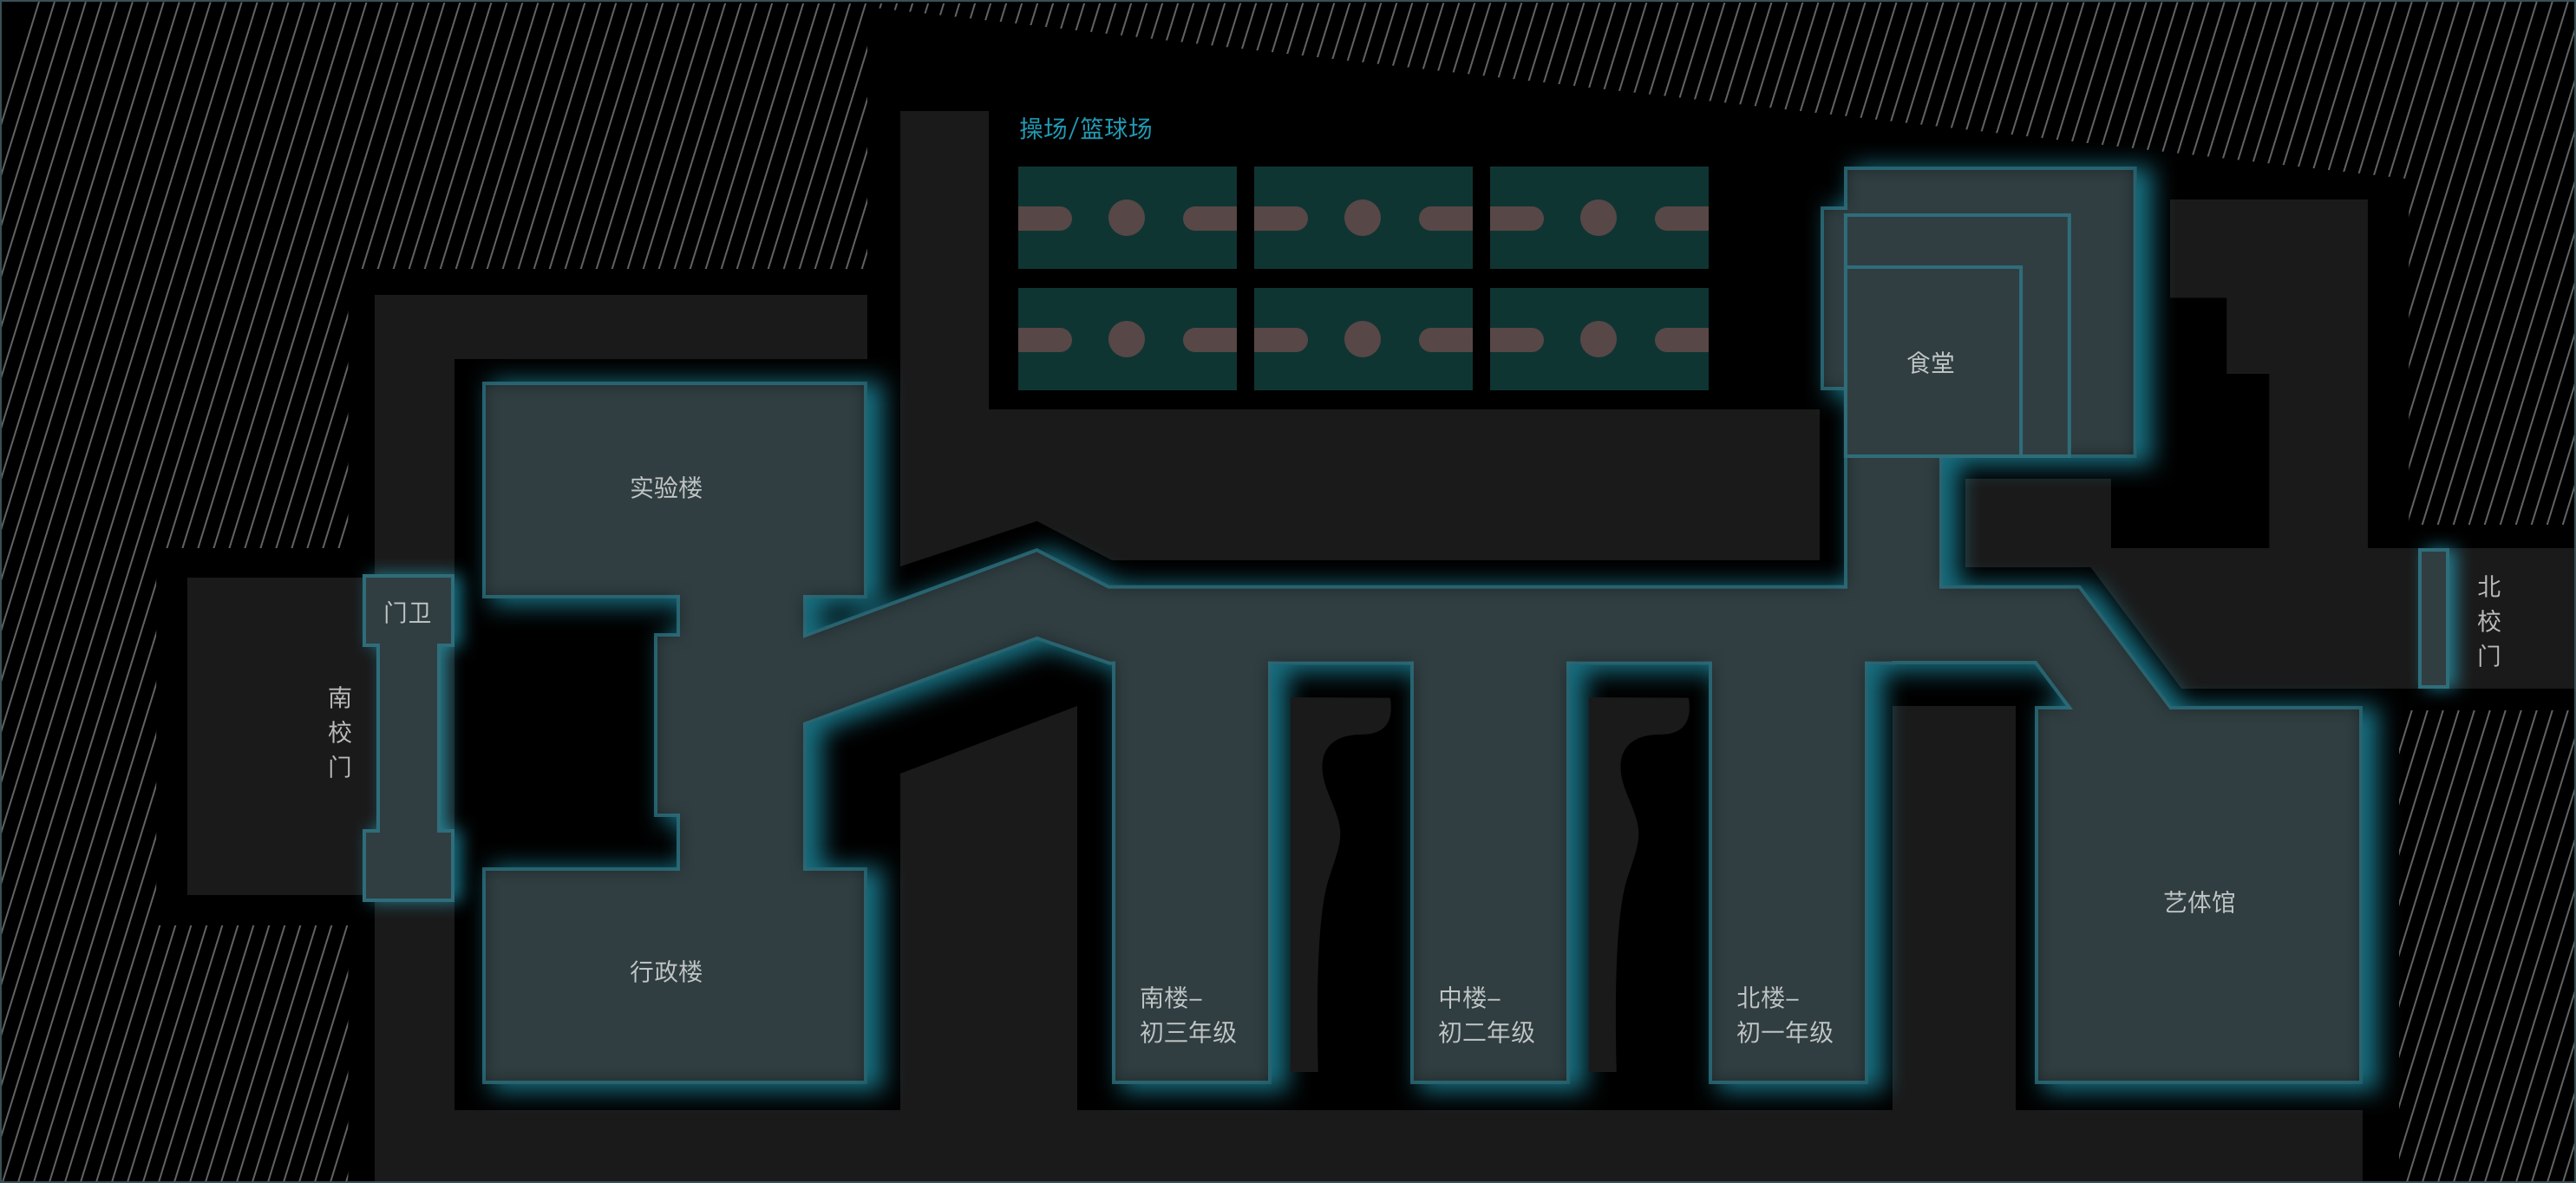 操场/篮球场
食堂
实验楼
门卫
南
校
门
北
校
门
艺体馆
行政楼
南楼–
初三年级
中楼–
初二年级
北楼–
初一年级